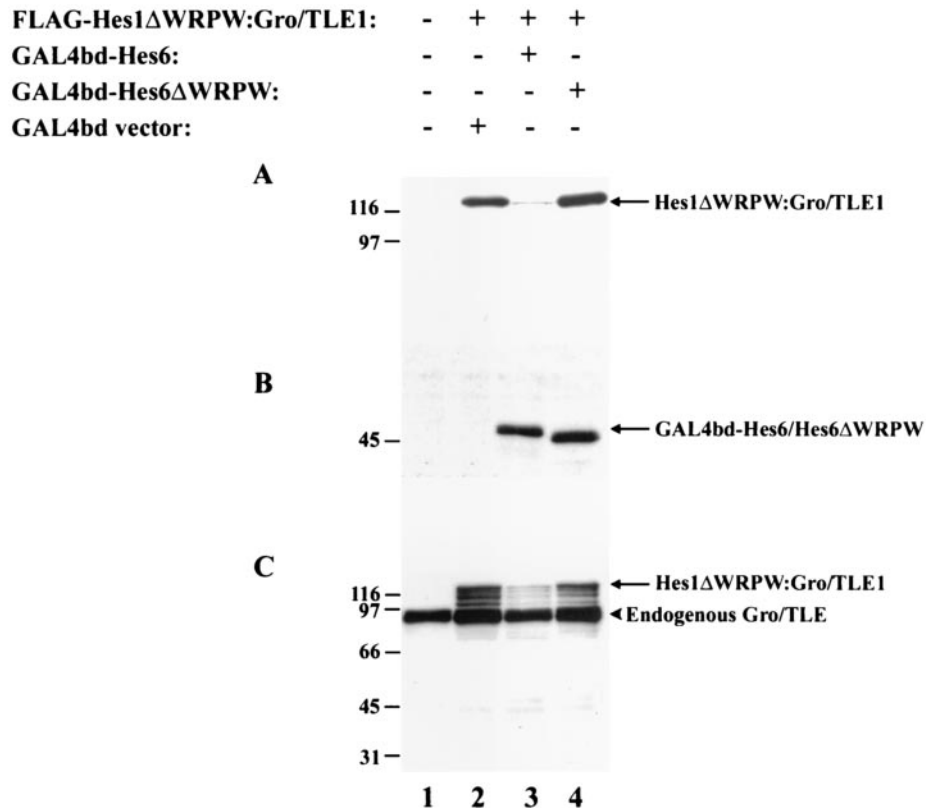 FLAG-Hes1ΔWRPW:Gro/TLE1: - + + +
GAL4bd-Hes6: - - + -
GAL4bd-Hes6ΔWRPW: - - - +
GAL4bd vector: - + - -
A
116
Hes1ΔWRPW:Gro/TLE1
97
B
GAL4bd-Hes6/Hes6ΔWRPW
45
C
Hes1ΔWRPW:Gro/TLE1
116
97
Endogenous Gro/TLE
66
45
31
1 2 3 4